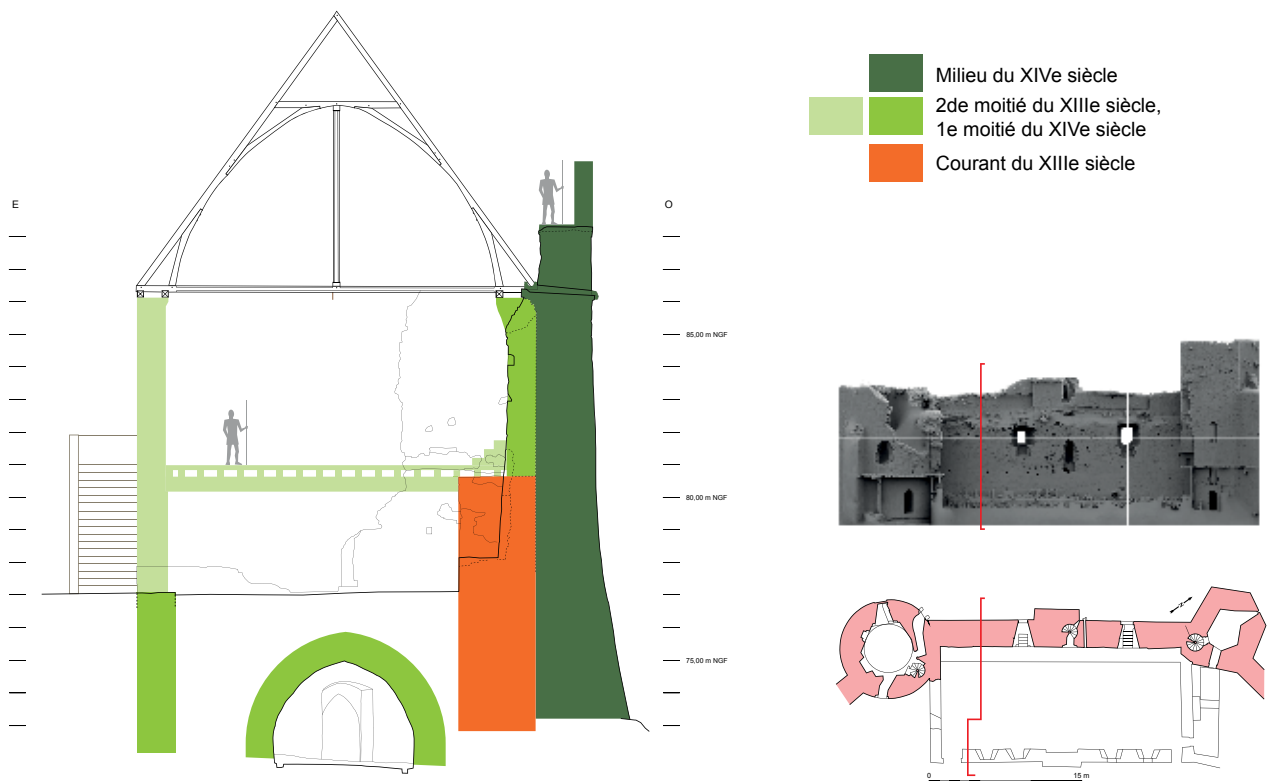 Milieu du XIVe siècle
2de moitié du XIIIe siècle,
1e moitié du XIVe siècle
Courant du XIIIe siècle
E
O
85,00 m NGF
80,00 m NGF
75,00 m NGF
0
15 m